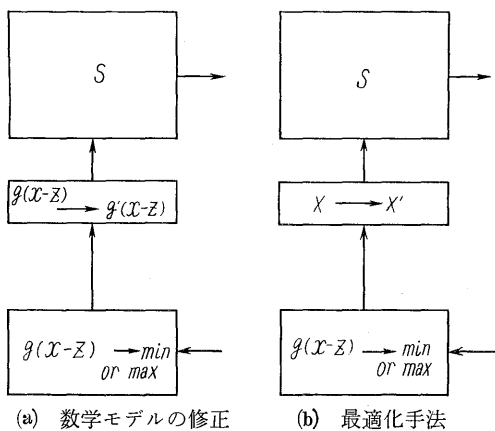 S
g(x-z)
→ g'(x-z)
g(x-z) → min
or max
(a) 数学モデルの修正
S
X → X'
g(x-z) → min
or max
(b) 最適化手法